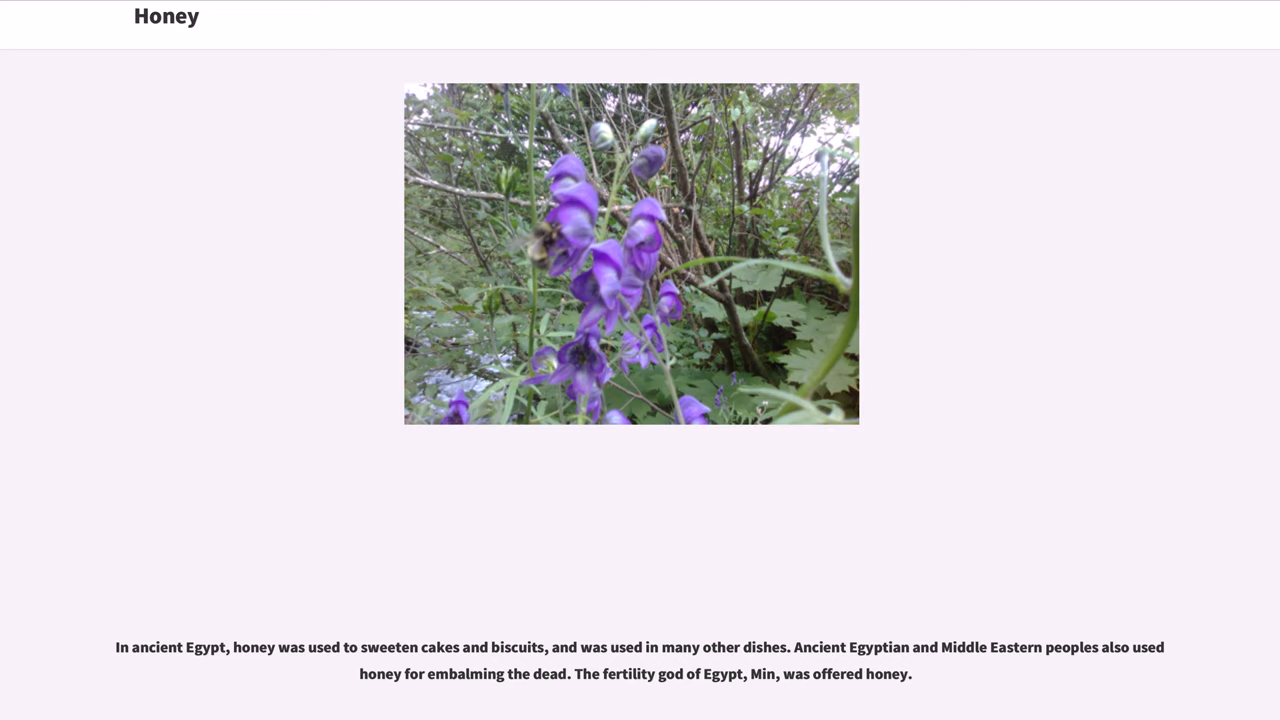 Honey
In ancient Egypt, honey was used to sweeten cakes and biscuits, and was used in many other dishes. Ancient Egyptian and Middle Eastern peoples also used
honey for embalming the dead. The fertility god of Egypt, Min, was offered honey.